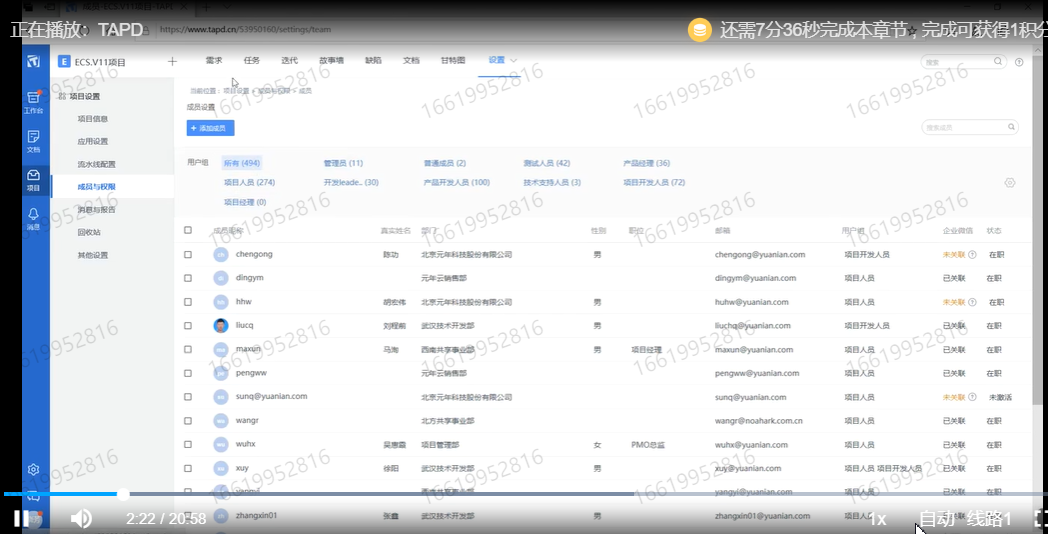 正在播放：TAPD
还需7分36秒完成本章节，完成可获得1积分
https://www.tapd.cn/53950160/settings/team
E ECS.V11项目
需求 任务 迭代 故事墙 缺陷 文档 甘特图 设置
搜索
工作台
文档
项目
消息
项目设置
项目信息
应用设置
流水线配置
成员与权限
消息与报告
回收站
其他设置
当前位置：项目设置 成员与权限 成员
成员设置
+ 添加成员
搜索成员
用户组 所有 (494) 管理员 (11) 普通成员 (2) 测试人员 (42) 产品经理 (36)
项目人员 (274) 开发leade... (30) 产品开发人员 (100) 技术支持人员 (3) 项目开发人员 (72)
项目经理 (0)
成员昵称 真实姓名 部门 性别 职位 邮箱 用户组 企业微信 状态
chengong 陈功 北京元年科技股份有限公司 男 chengong@yuanian.com 项目开发人员 未关联 在职
dingym 元年云销售部 dingym@yuanian.com 项目人员 已关联 在职
hhw 胡宏伟 北京元年科技股份有限公司 男 huhw@yuanian.com 项目人员 未关联 在职
liucq 刘程前 武汉技术开发部 男 liuchq@yuanian.com 项目开发人员 已关联 在职
maxun 马洵 西南共享事业部 男 项目经理 maxun@yuanian.com 项目人员 已关联 在职
pengww 元年云销售部 pengww@yuanian.com 项目人员 已关联 在职
sunq@yuanian.com 北京元年科技股份有限公司 sunq@yuanian.com 项目人员 未关联 未激活
wangr 北方共享事业部 wangr@noahark.com.cn 项目人员 已关联 在职
wuhx 吴惠霞 项目管理部 女 PMO总监 wuhx@yuanian.com 项目人员 已关联 在职
xuy 徐阳 武汉技术开发部 男 xuy@yuanian.com 项目人员 项目开发人员 已关联 在职
西南共享事业部 yangyi@yuanian.com 项目人员 已关联 在职
zhangxin01 张鑫 武汉技术开发部 男 zhangxin01@yuanian.com 项目人员 已关联 在职
2:22 / 20:58 1x 自动 线路1
16619952816
16619952816
16619952816
16619952816
16619952816
16619952816
16619952816
16619952816
16619952816
16619952816
16619952816
16619952816